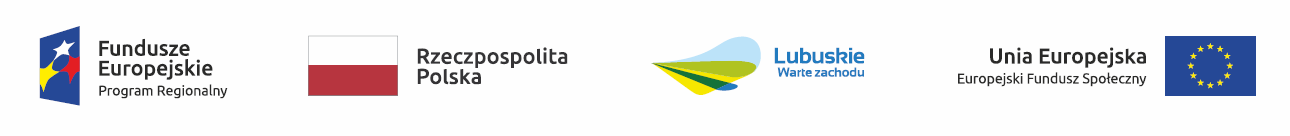 Fundusze
Europejskie
Program Regionalny
Rzeczpospolita
Polska
Lubuskie
Warte zachodu
Unia Europejska
Europejski Fundusz Społeczny